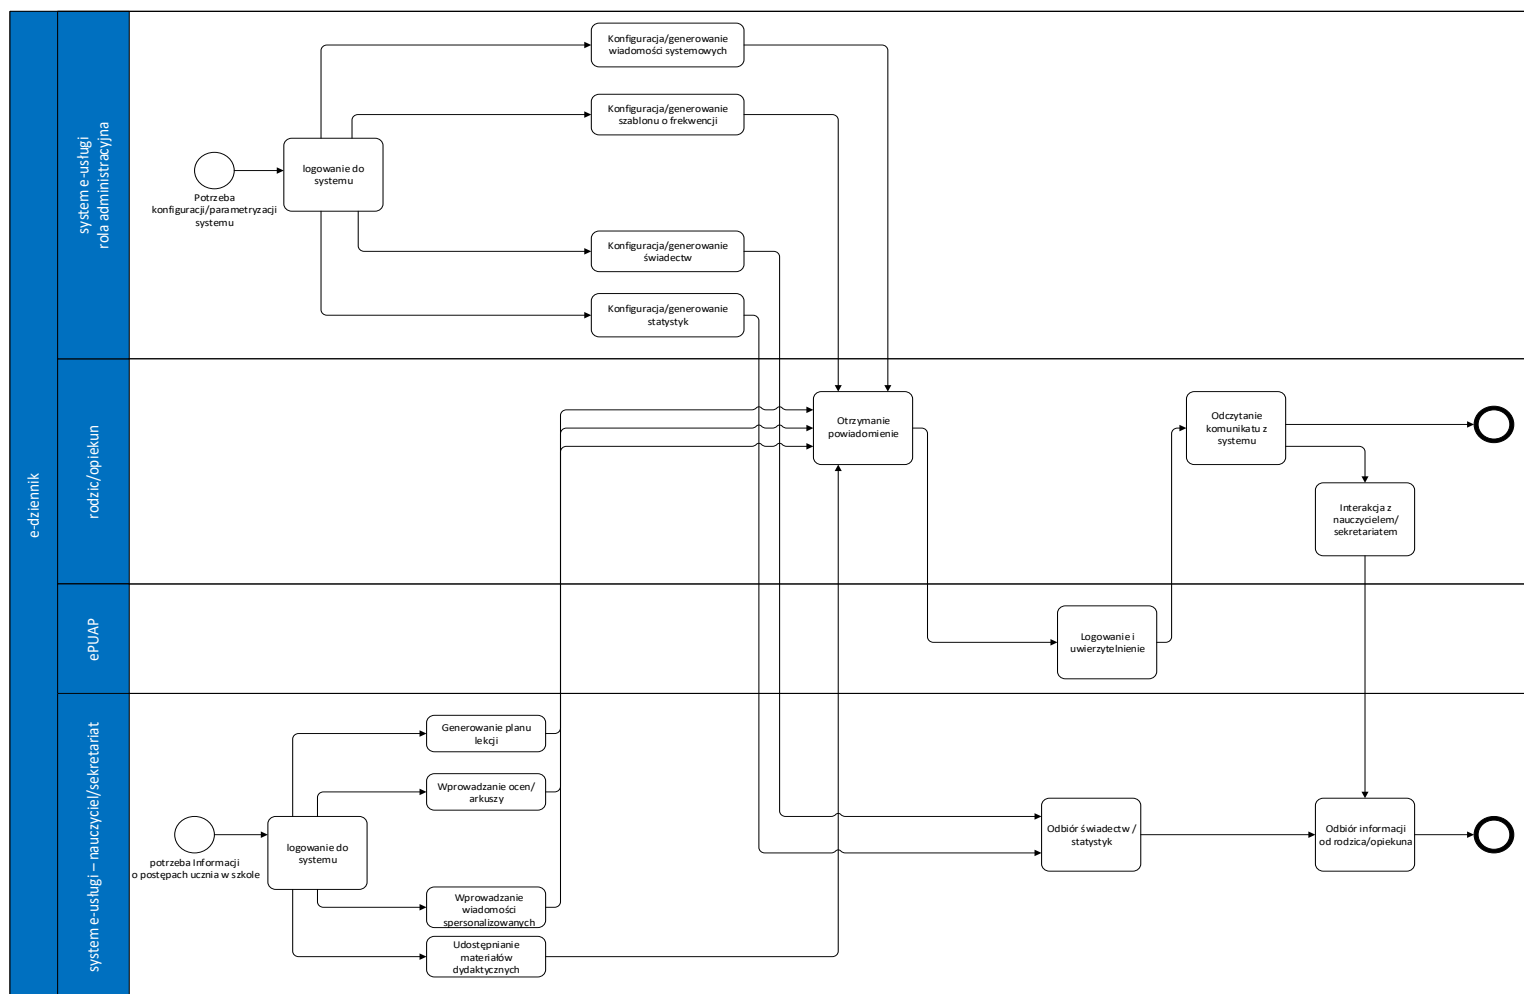 e-dziennik
system e-usługi
rola administracyjna
Potrzeba
konfiguracji/parametryzacji
systemu
logowanie do
systemu
Konfiguracja/generowanie
wiadomości systemowych
Konfiguracja/generowanie
szablonu o frekwencji
Konfiguracja/generowanie
świadectw
Konfiguracja/generowanie
statystyk
rodzic/opiekun
Otrzymanie
powiadomienie
Odczytanie
komunikatu z
systemu
Interakcja z
nauczycielem/
sekretariatem
ePUAP
Logowanie i
uwierzytelnienie
system e-usługi – nauczyciel/sekretariat
potrzeba Informacji
o postępach ucznia w szkole
logowanie do
systemu
Generowanie planu
lekcji
Wprowadzanie ocen/
arkuszy
Wprowadzanie
wiadomości
spersonalizowanych
Udostępnianie
materiałów
dydaktycznych
Odbiór świadectw /
statystyk
Odbiór informacji
od rodzica/opiekuna